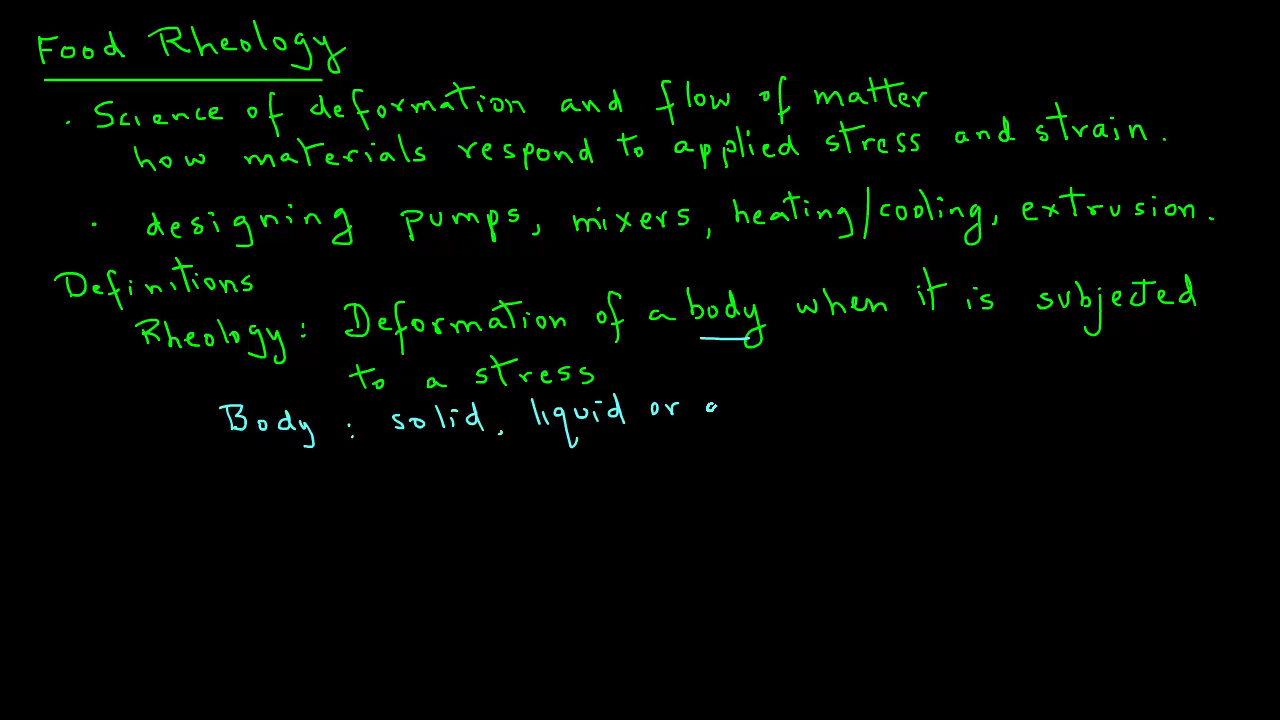 Food Rheology
. Science of deformation and flow of matter
how materials respond to applied stress and strain.
. designing pumps, mixers, heating/cooling, extrusion.
Definitions
Rheology: Deformation of a body when it is subjected
to a stress
Body: solid, liquid or